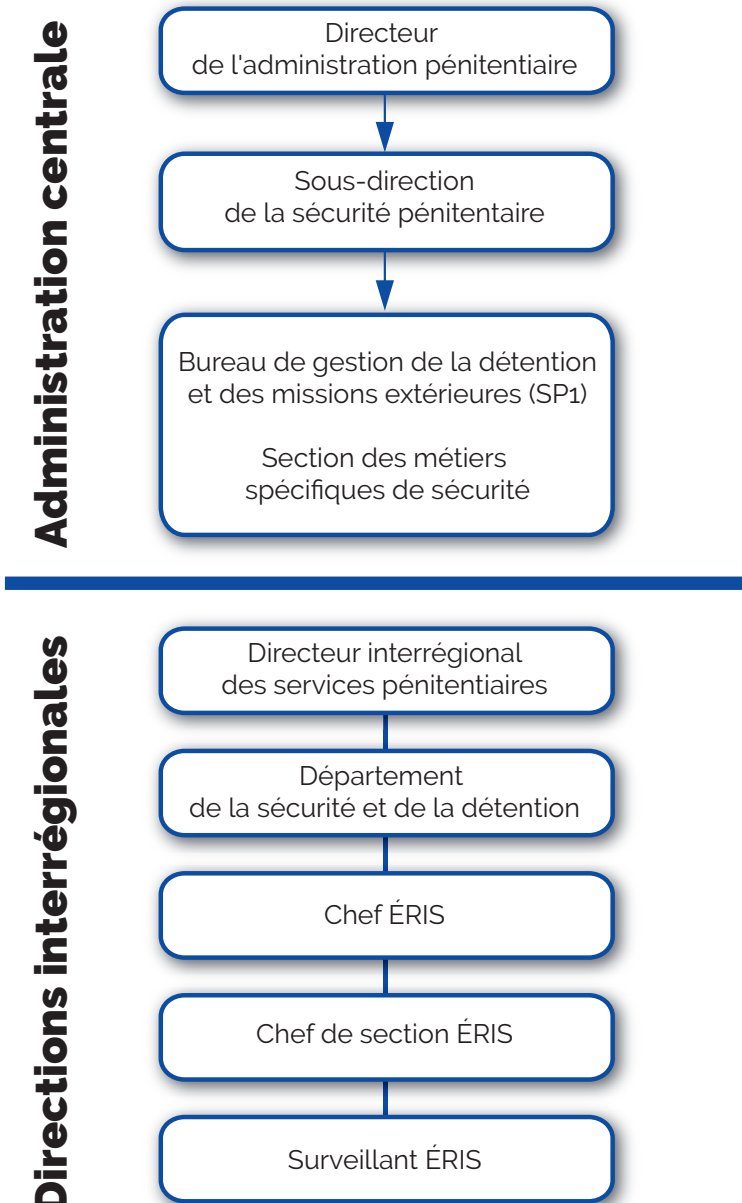 Administration centrale
Directeur
de l'administration pénitentiaire
Sous-direction
de la sécurité pénitentaire
Bureau de gestion de la détention
et des missions extérieures (SP1)
Section des métiers
spécifiques de sécurité
Directions interrégionales
Directeur interrégional
des services pénitentiaires
Département
de la sécurité et de la détention
Chef ÉRIS
Chef de section ÉRIS
Surveillant ÉRIS